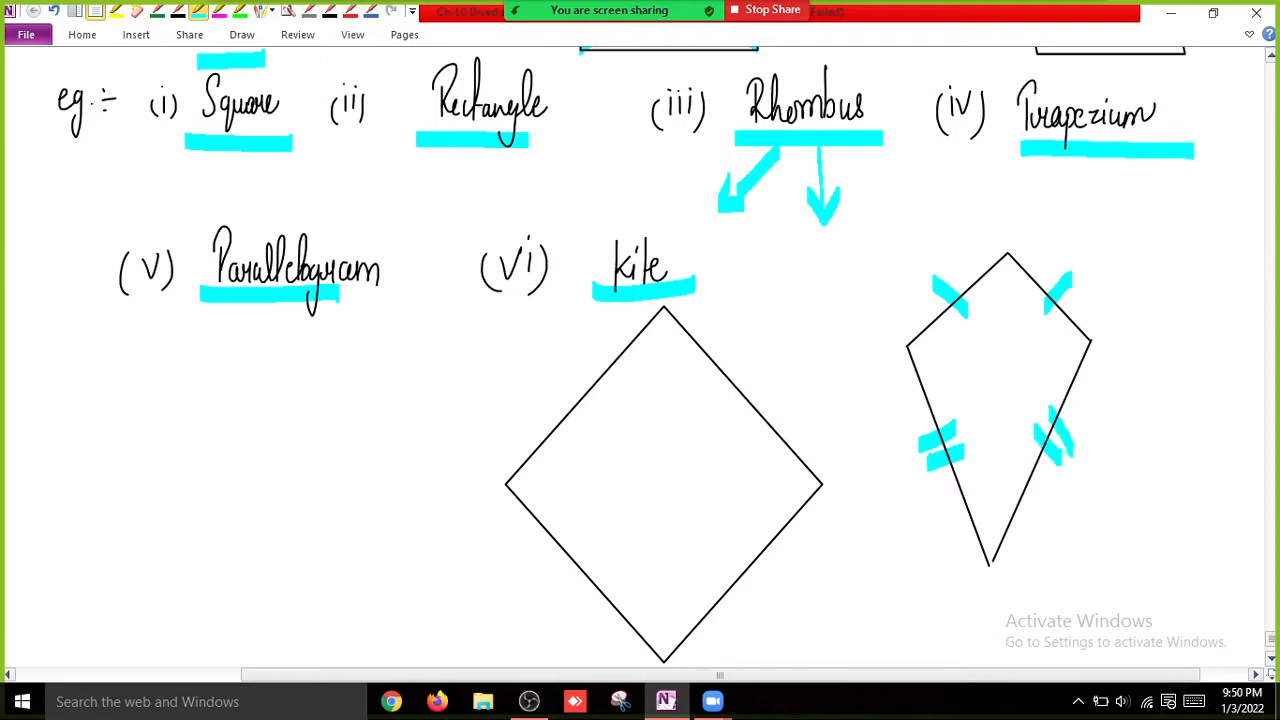 You are screen sharing
Stop Share
File Home Insert Share Draw Review View Pages
eg :- (i) Square (ii) Rectangle (iii) Rhombus (iv) Trapezium
(v) Parallelogram (vi) Kite
Activate Windows
Go to Settings to activate Windows.
Search the web and Windows
9:50 PM
1/3/2022